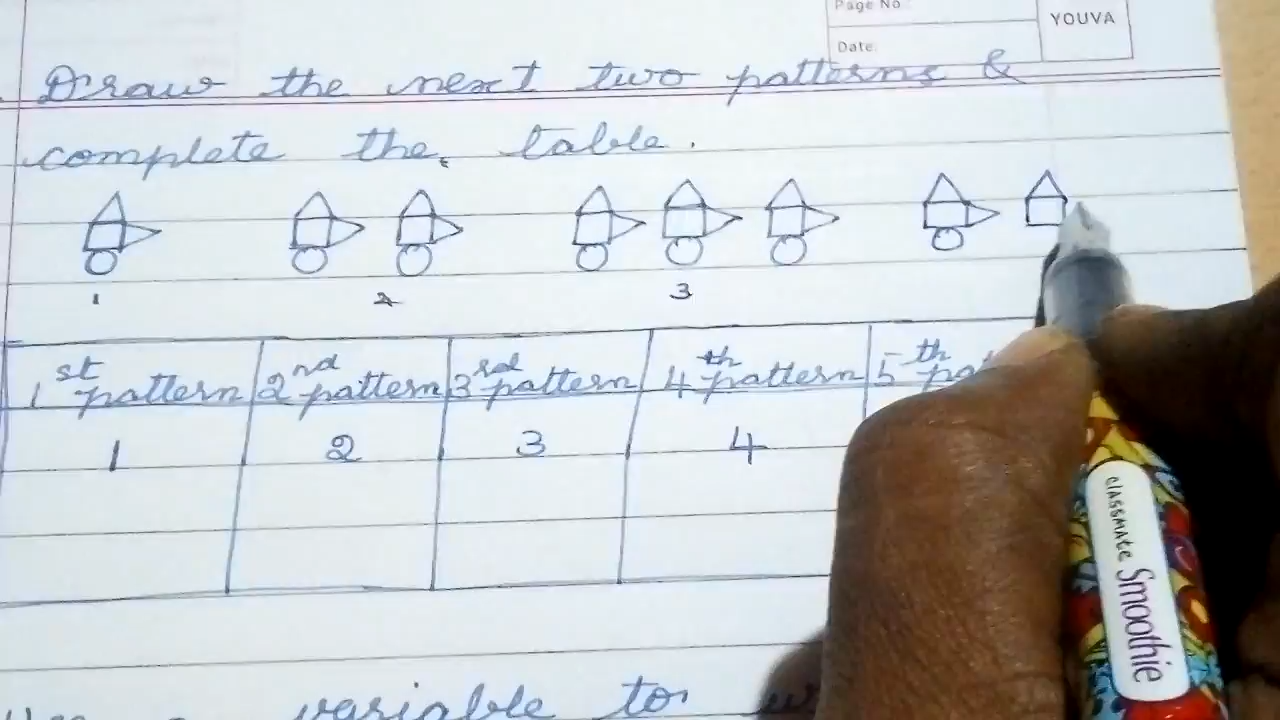 Page No
YOUVA
Date
Draw the next two patterns &
complete the table.
1 2 3
1st pattern 2nd pattern 3rd pattern 4th pattern 5th
1 2 3 4
variable to
classmate Smoothie